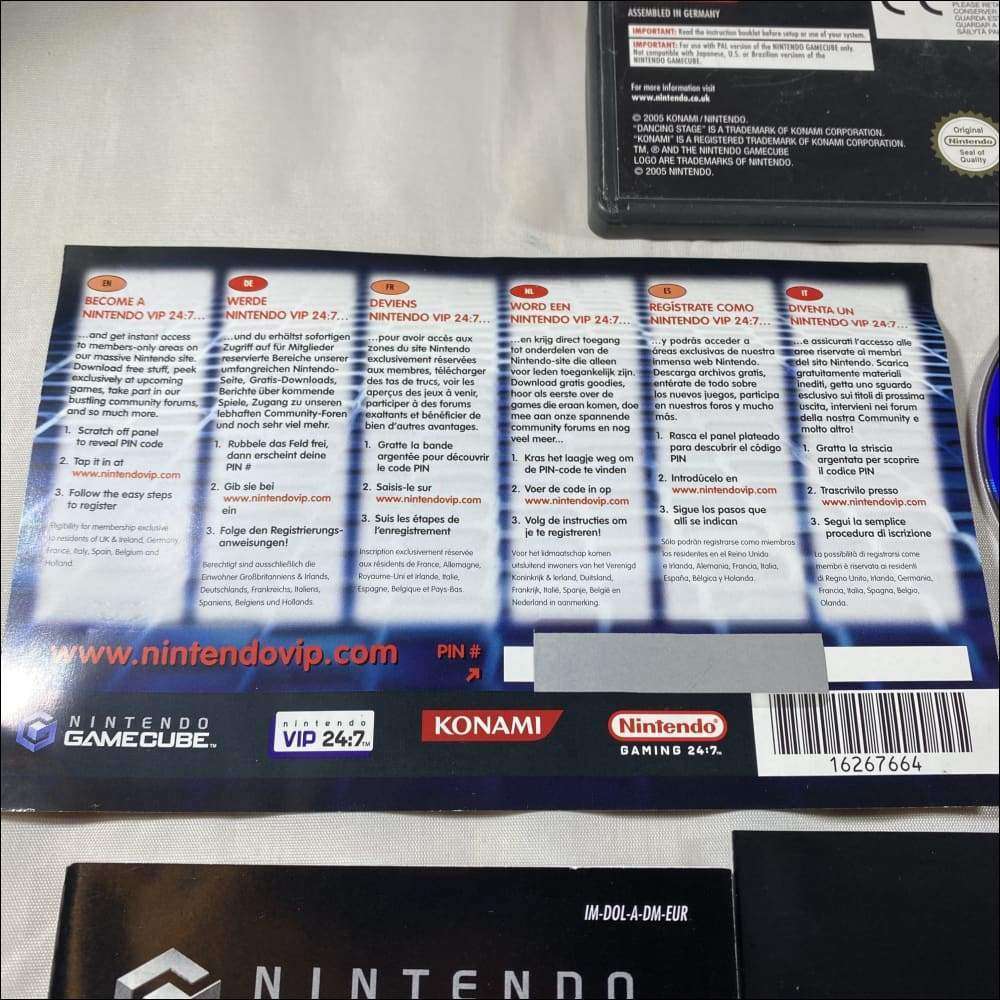 ASSEMBLED IN GERMANY
IMPORTANT: Read the instruction booklet before setup or use of your system.
IMPORTANT: For use with PAL version of the NINTENDO GAMECUBE only.
Not compatible with Japanese, U.S. or Brazilian versions of the
NINTENDO GAMECUBE.
For more information visit
www.nintendo.co.uk
© 2005 KONAMI/NINTENDO.
"DANCING STAGE" IS A TRADEMARK OF KONAMI CORPORATION.
"KONAMI" IS A REGISTERED TRADEMARK OF KONAMI CORPORATION.
TM, ® AND THE NINTENDO GAMECUBE
LOGO ARE TRADEMARKS OF NINTENDO.
© 2005 NINTENDO.
PLEASE
CONSERVER
GUARDA
GUARDAR A
SÄILYTÄ
CE
Original
Nintendo
Seal of
Quality
EN
BECOME A
NINTENDO VIP 24:7...
...and get instant access
to members-only areas on
our massive Nintendo site.
Download free stuff, peek
exclusively at upcoming
games, take part in our
bustling community forums,
and so much more.
1. Scratch off panel
to reveal PIN code
2. Tap it in at
www.nintendovip.com
3. Follow the easy steps
to register
Eligibility for membership exclusive
to residents of UK & Ireland, Germany,
France, Italy, Spain, Belgium and
Holland.
DE
WERDE
NINTENDO VIP 24:7...
...und du erhältst sofortigen
Zugriff auf für Mitglieder
reservierte Bereiche unserer
umfangreichen Nintendo-
Seite, Gratis-Downloads,
Berichte über kommende
Spiele, Zugang zu unseren
lebhaften Community-Foren
und noch sehr viel mehr.
1. Rubbele das Feld frei,
dann erscheint deine
PIN #
2. Gib sie bei
www.nintendovip.com
ein
3. Folge den Registrierungs-
anweisungen!
Berechtigt sind ausschließlich die
Einwohner Großbritanniens & Irlands,
Deutschlands, Frankreichs, Italiens,
Spaniens, Belgiens und Hollands.
FR
DEVIENS
NINTENDO VIP 24:7...
...pour avoir accès aux
zones du site Nintendo
exclusivement réservées
aux membres, télécharger
des tas de trucs, voir les
aperçus des jeux à venir,
participer à des forums
exaltants et bénéficier de
bien d'autres avantages.
1. Gratte la bande
argentée pour découvrir
le code PIN
2. Saisis-le sur
www.nintendovip.com
3. Suis les étapes de
l'enregistrement
Inscription exclusivement réservée
aux résidents de France, Allemagne,
Royaume-Uni et Irlande, Italie,
Espagne, Belgique et Pays-Bas.
NL
WORD EEN
NINTENDO VIP 24:7...
...en krijg direct toegang
tot onderdelen van de
Nintendo-site die alleen
voor leden toegankelijk zijn.
Download gratis goodies,
hoor als eerste over de
games die eraan komen, doe
mee aan onze spannende
community forums en nog
veel meer...
1. Kras het laagje weg om
de PIN-code te vinden
2. Voer de code in op
www.nintendovip.com
3. Volg de instructies om
je te registreren!
Voor het lidmaatschap komen
uitsluitend inwoners van het Verenigd
Koninkrijk & Ierland, Duitsland,
Frankrijk, Italië, Spanje, België en
Nederland in aanmerking.
ES
REGÍSTRATE COMO
NINTENDO VIP 24:7...
...y podrás acceder a
áreas exclusivas de nuestra
inmensa web Nintendo.
Descarga archivos gratis,
entérate de todo sobre
los nuevos juegos, participa
en nuestros foros y mucho
más.
1. Rasca el panel plateado
para descubrir el código
PIN
2. Introdúcelo en
www.nintendovip.com
3. Sigue los pasos que
allí se indican
Sólo podrán registrarse como miembros
los residentes en el Reino Unido
e Irlanda, Alemania, Francia, Italia,
España, Bélgica y Holanda.
IT
DIVENTA UN
NINTENDO VIP 24:7...
...e assicurati l'accesso alle
aree riservate ai membri
del sito Nintendo. Scarica
gratuitamente materiali
inediti, getta uno sguardo
esclusivo sui titoli di prossima
uscita, intervieni nei forum
della nostra Community e
molto altro!
1. Gratta la striscia
argentata per scoprire
il codice PIN
2. Trascrivilo presso
www.nintendovip.com
3. Segui la semplice
procedura di iscrizione
La possibilità di registrarsi come
membri è riservata ai residenti
di Regno Unito, Irlanda, Germania,
Francia, Italia, Spagna, Belgio,
Olanda.
www.nintendovip.com
PIN #
NINTENDO
GAMECUBE™
nintendo
VIP 24:7™
KONAMI
Nintendo®
GAMING 24:7™
16267664
IM-DOL-A-DM-EUR
NINTENDO